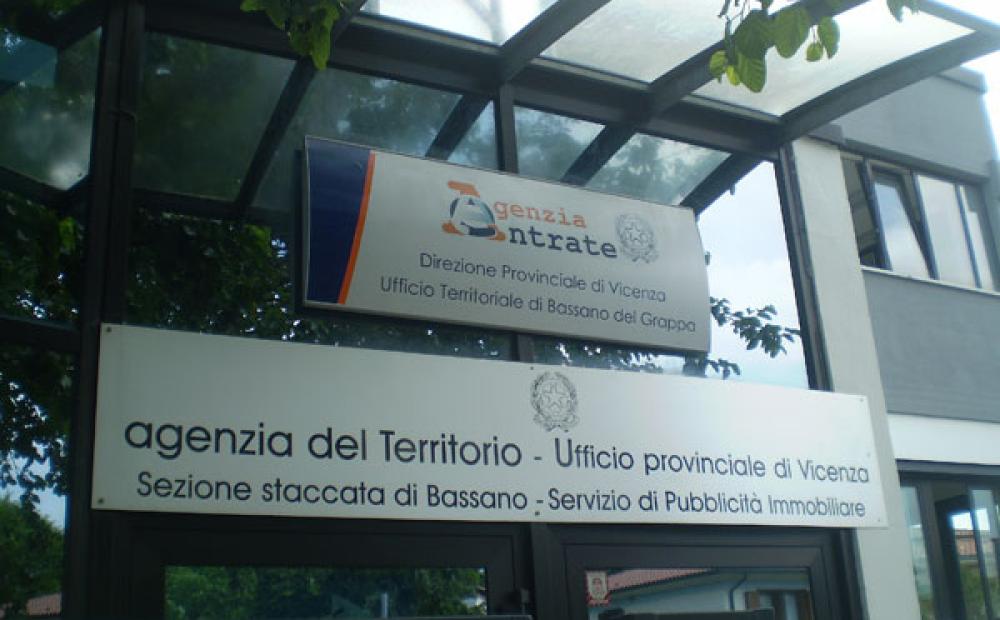 Agenzia
Entrate
Direzione Provinciale di Vicenza
Ufficio Territoriale di Bassano del Grappa
agenzia del Territorio - Ufficio provinciale di Vicenza
Sezione staccata di Bassano - Servizio di Pubblicità Immobiliare